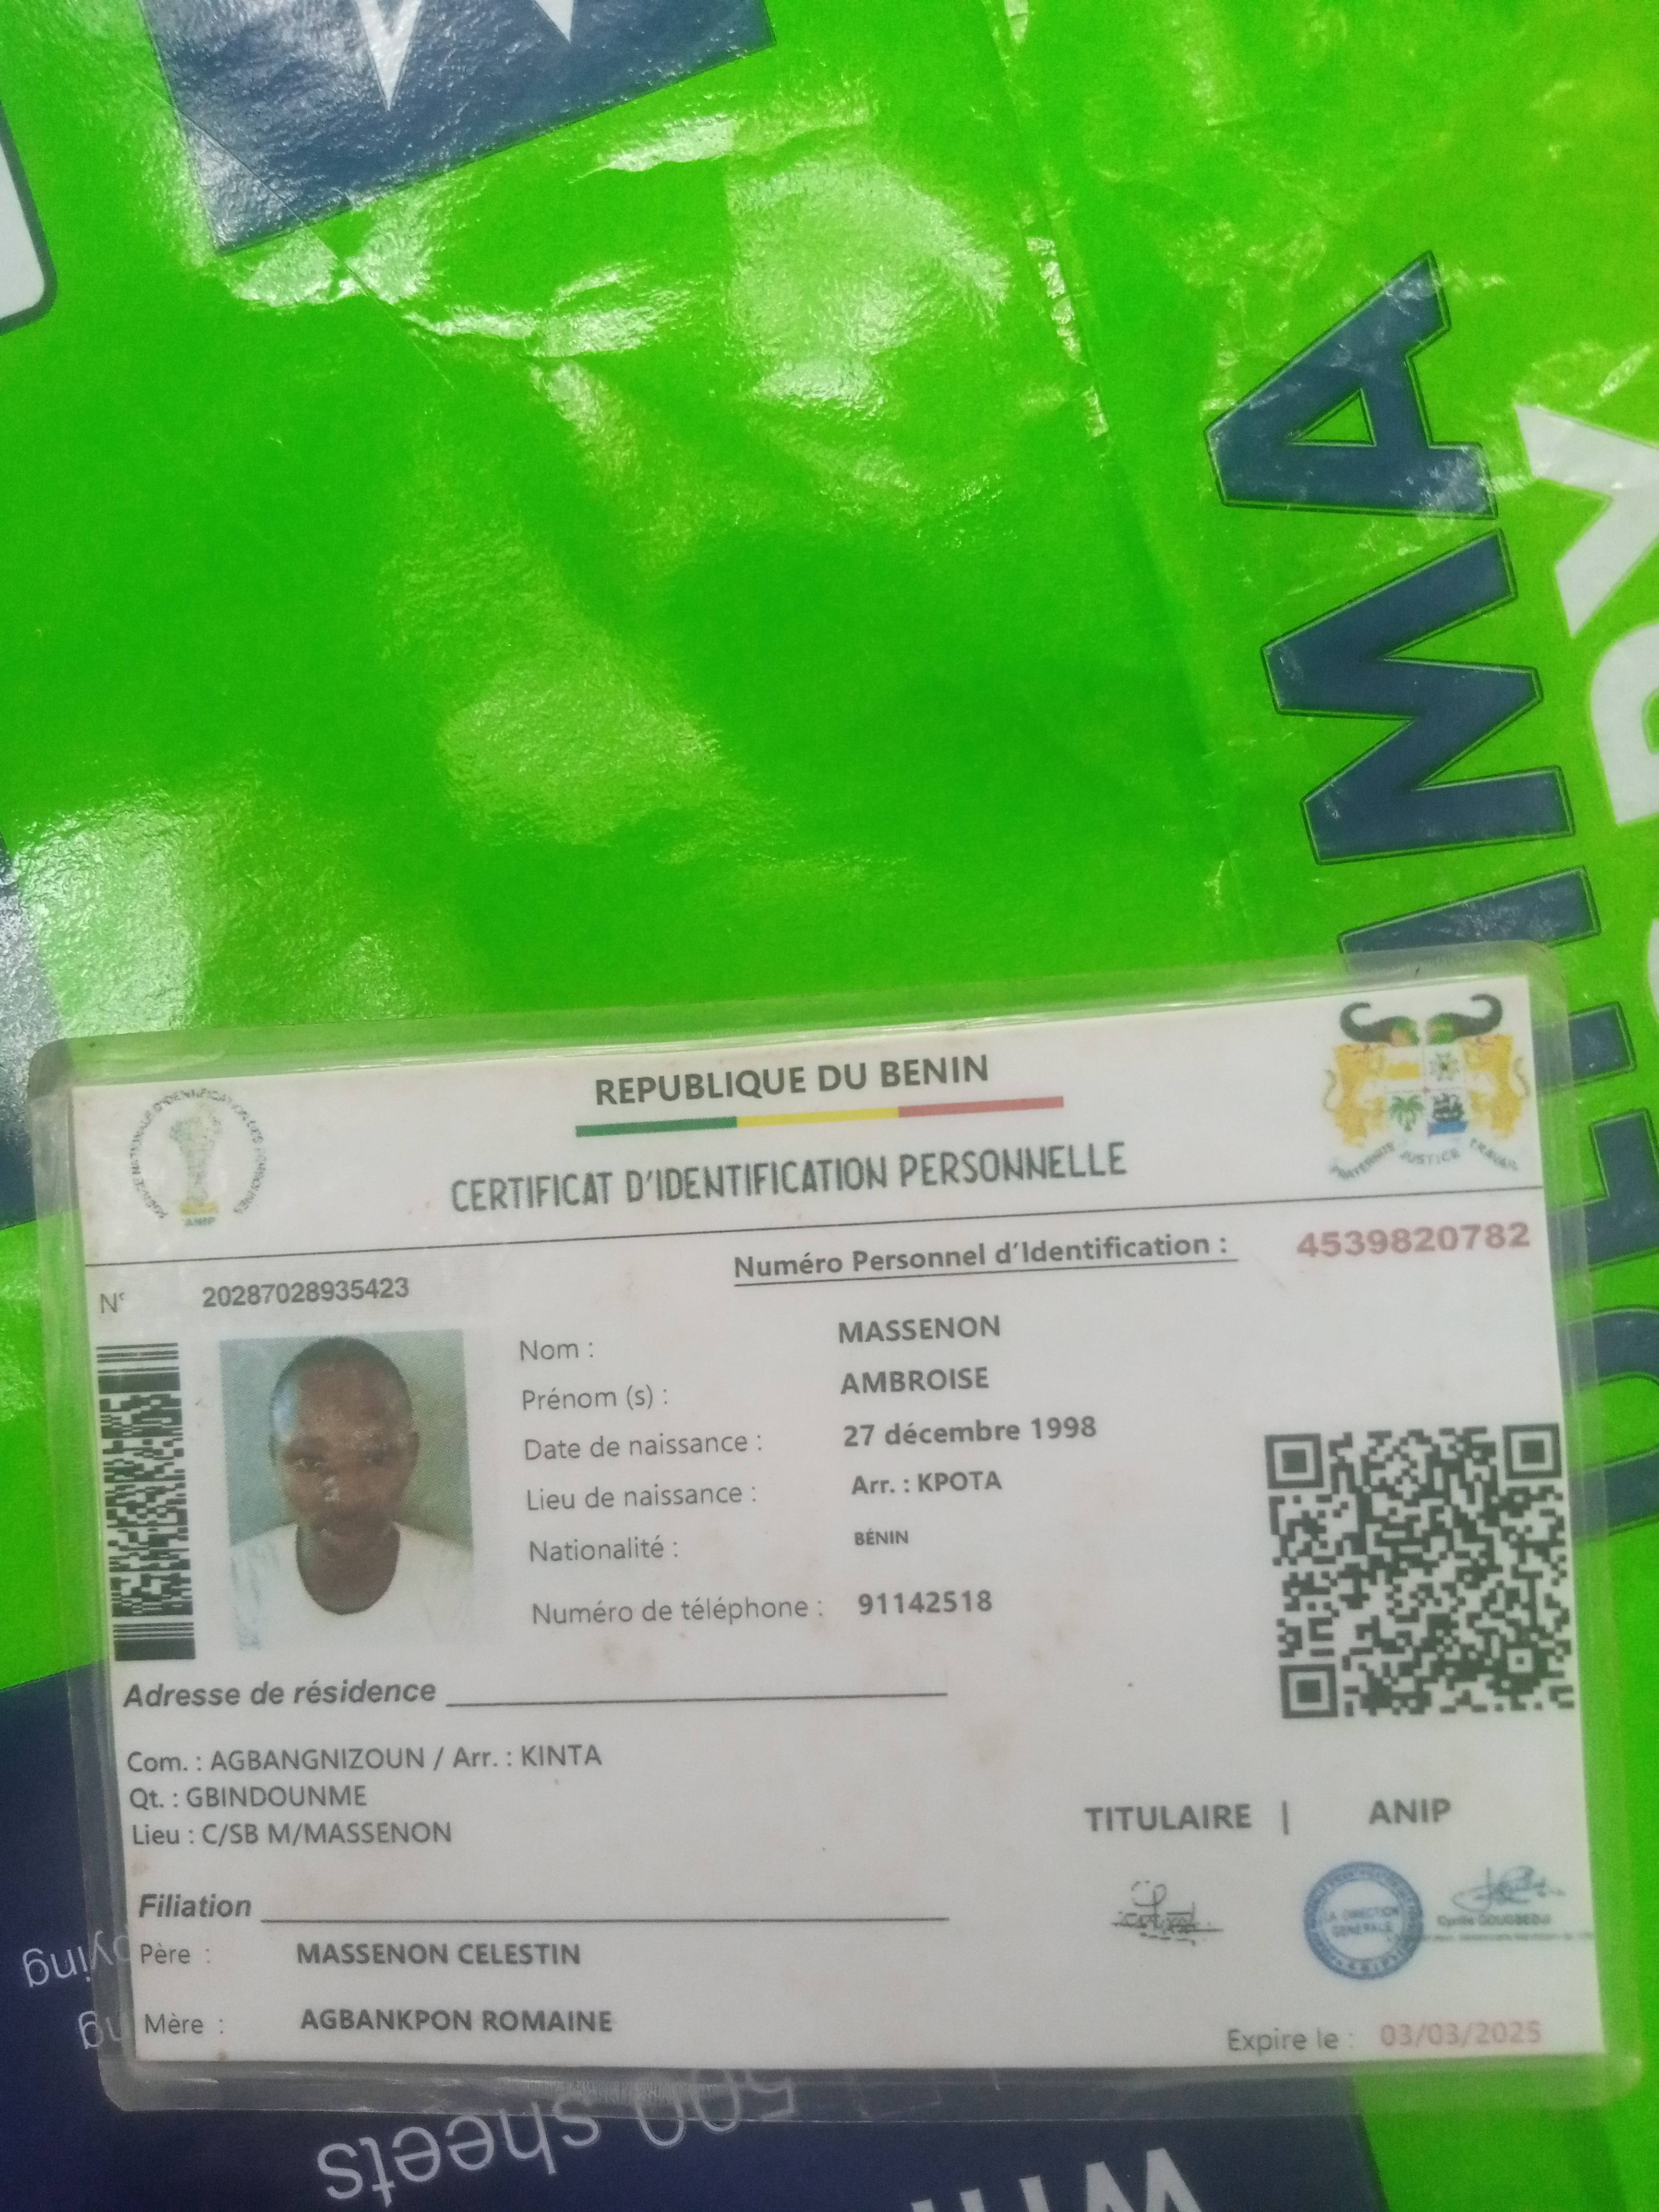 REPUBLIQUE DU BENIN
CERTIFICAT D'IDENTIFICATION PERSONNELLE
ANIP
FRATERNITE JUSTICE TRAVAIL
Numéro Personnel d'Identification : 4539820782
N° 20287028935423
Nom : MASSENON
Prénom (s) : AMBROISE
Date de naissance : 27 décembre 1998
Lieu de naissance : Arr. : KPOTA
Nationalité : BÉNIN
Numéro de téléphone : 91142518
Adresse de résidence
Com. : AGBANGNIZOUN / Arr. : KINTA
Qt. : GBINDOUNME
Lieu : C/SB M/MASSENON
TITULAIRE | ANIP
LA DIRECTION
GENERALE
Filiation
Père : MASSENON CELESTIN
Mère : AGBANKPON ROMAINE
Expire le : 03/03/2025
500 sheets